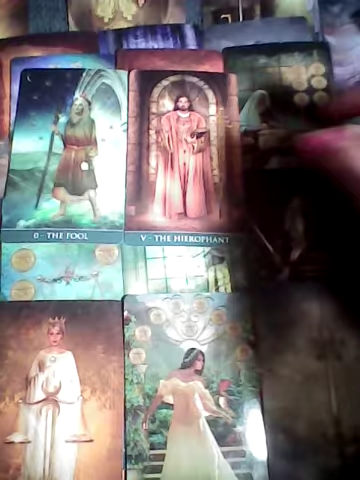 0 - THE FOOL
V - THE HIEROPHANT